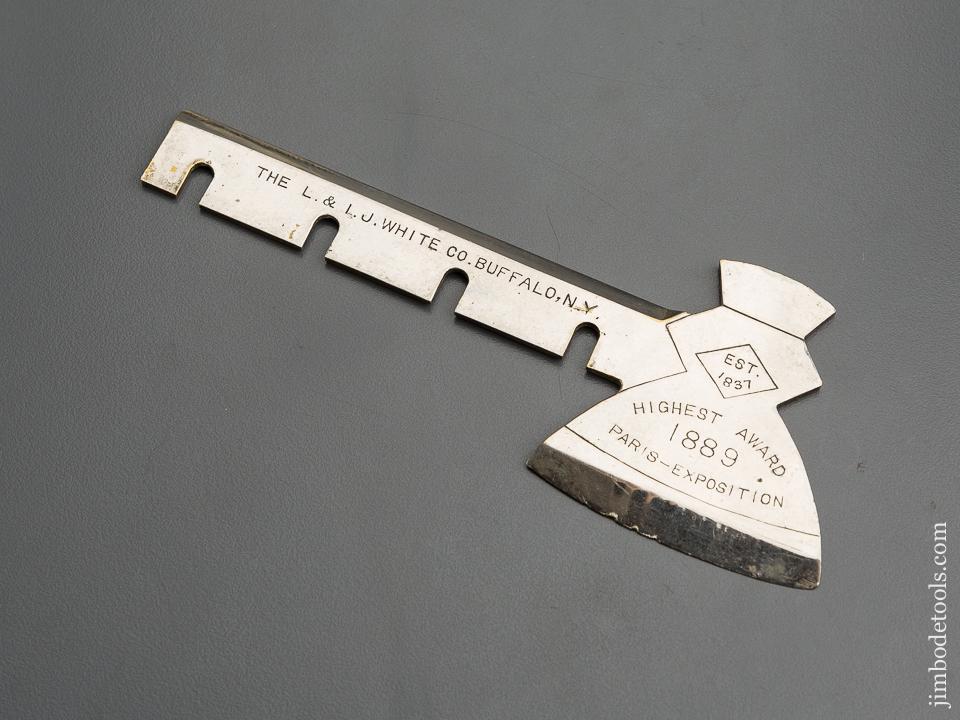 THE L. & I. J. WHITE CO. BUFFALO, N.Y.
EST.
1837
HIGHEST AWARD
1889
PARIS-EXPOSITION
jimbodetools.com